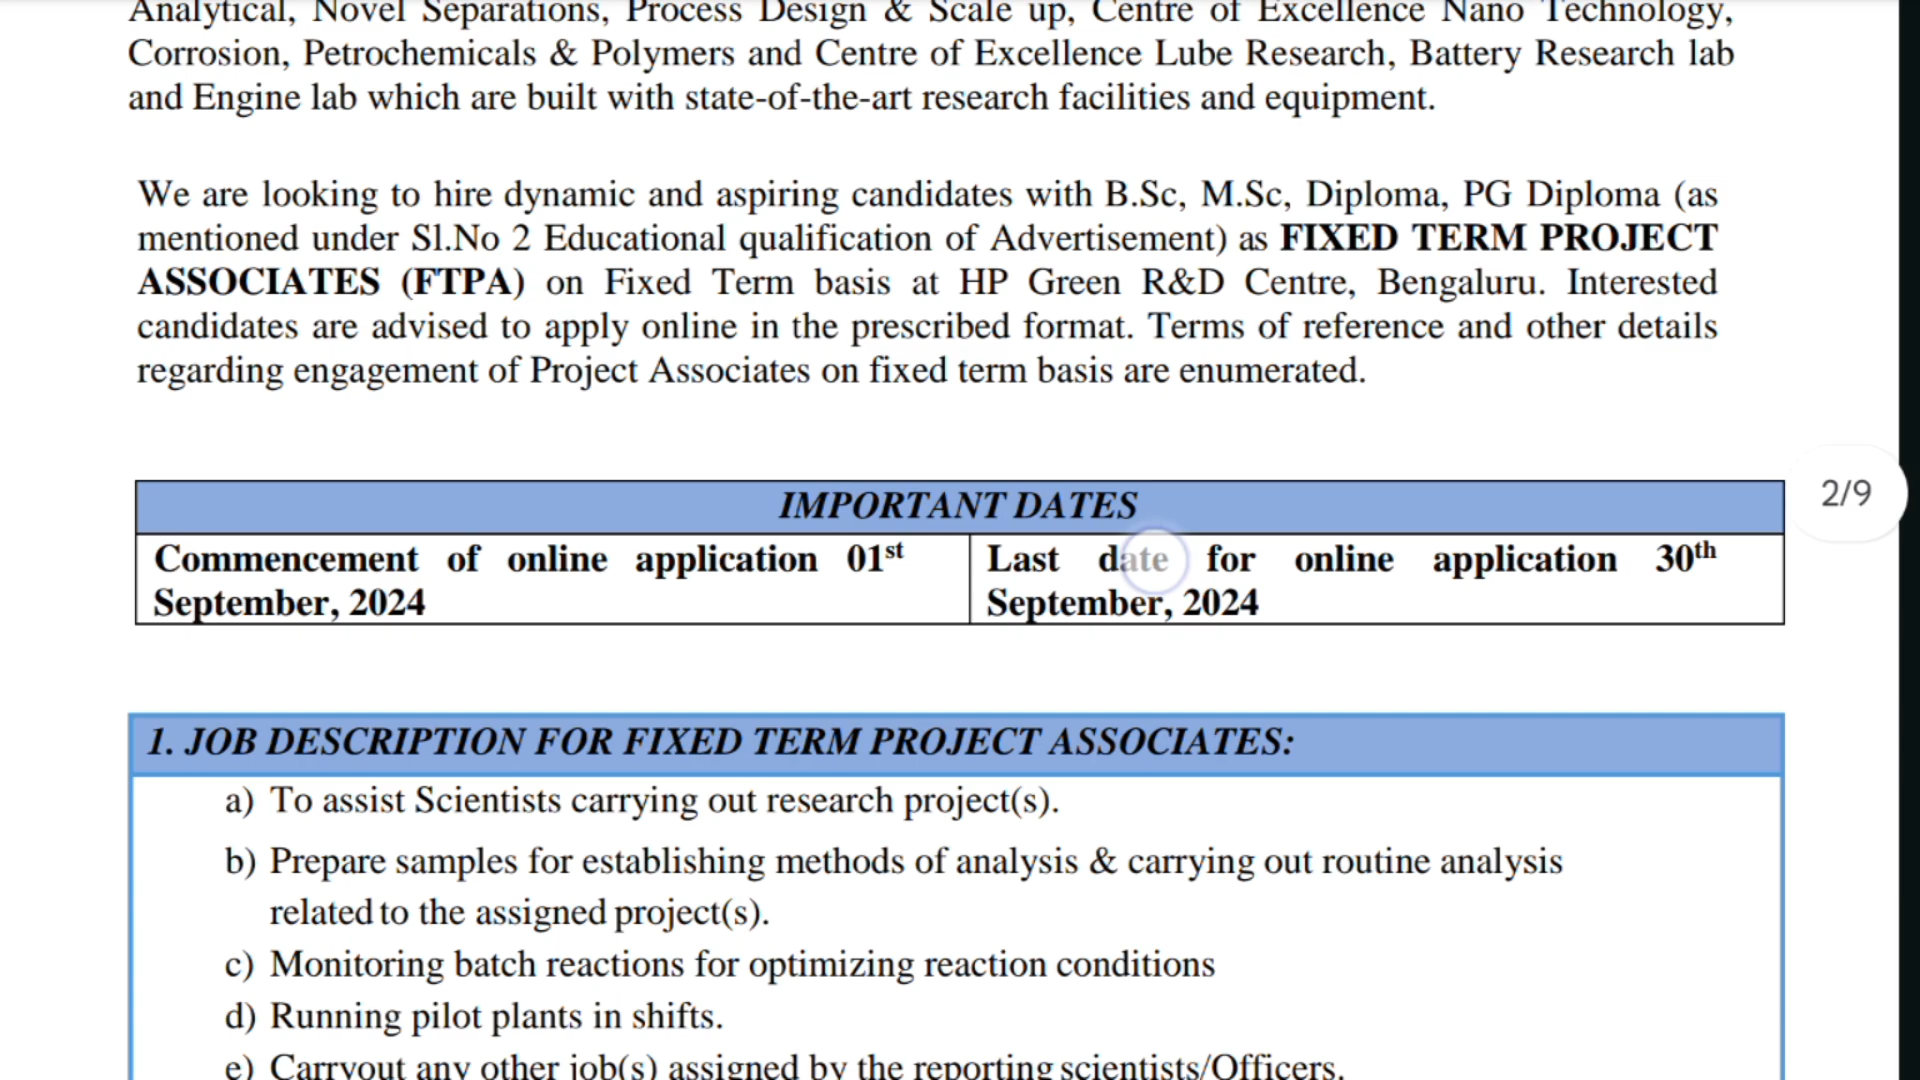 Analytical, Novel Separations, Process Design & Scale up, Centre of Excellence Nano Technology,
Corrosion, Petrochemicals & Polymers and Centre of Excellence Lube Research, Battery Research lab
and Engine lab which are built with state-of-the-art research facilities and equipment.
We are looking to hire dynamic and aspiring candidates with B.Sc, M.Sc, Diploma, PG Diploma (as
mentioned under Sl.No 2 Educational qualification of Advertisement) as FIXED TERM PROJECT
ASSOCIATES (FTPA) on Fixed Term basis at HP Green R&D Centre, Bengaluru. Interested
candidates are advised to apply online in the prescribed format. Terms of reference and other details
regarding engagement of Project Associates on fixed term basis are enumerated.
2/9
IMPORTANT DATES
Commencement of online application 01st
September, 2024
Last date for online application 30th
September, 2024
1. JOB DESCRIPTION FOR FIXED TERM PROJECT ASSOCIATES:
a) To assist Scientists carrying out research project(s).
b) Prepare samples for establishing methods of analysis & carrying out routine analysis
related to the assigned project(s).
c) Monitoring batch reactions for optimizing reaction conditions
d) Running pilot plants in shifts.
e) Carryout any other job(s) assigned by the reporting scientists/Officers.